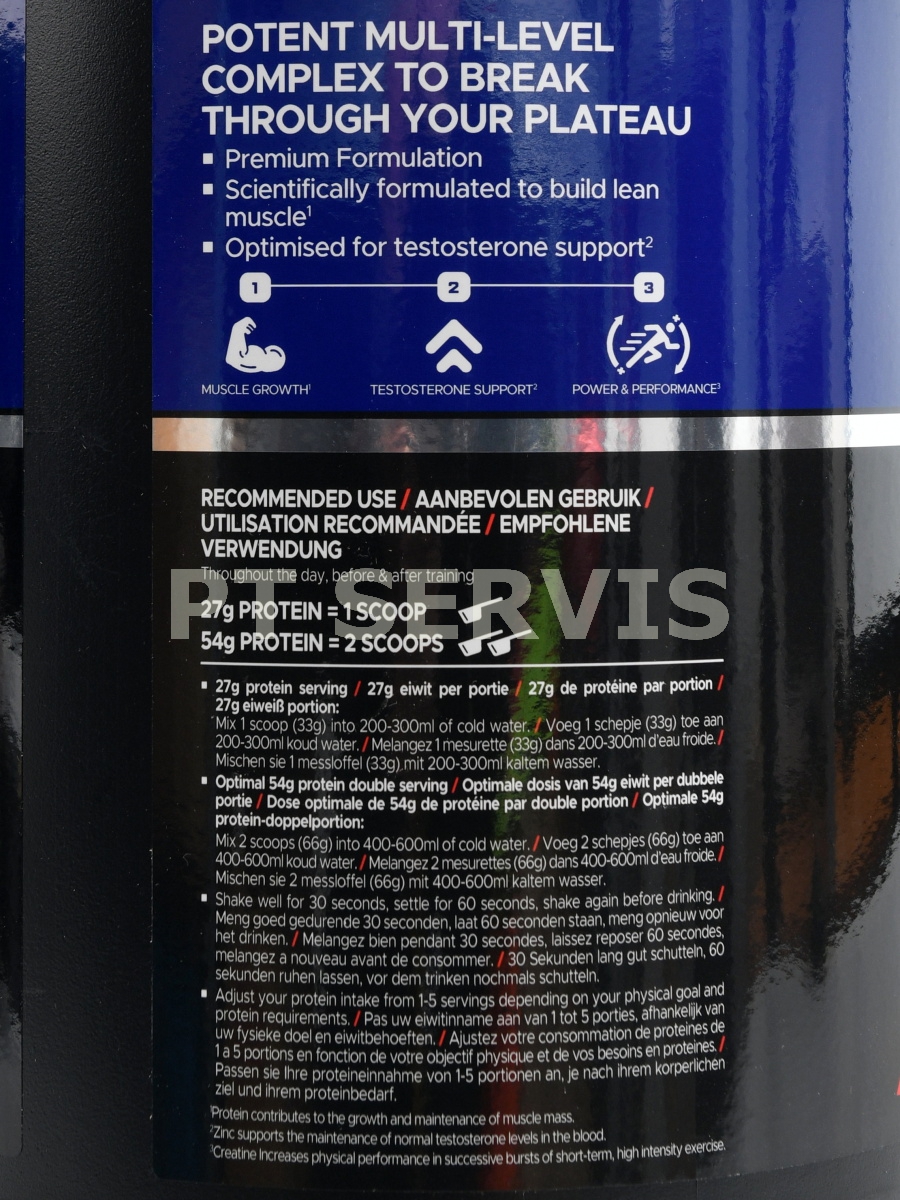 POTENT MULTI-LEVEL
COMPLEX TO BREAK
THROUGH YOUR PLATEAU
▪ Premium Formulation
▪ Scientifically formulated to build lean
muscle¹
▪ Optimised for testosterone support²
1 2 3
MUSCLE GROWTH¹ TESTOSTERONE SUPPORT² POWER & PERFORMANCE³
RECOMMENDED USE / AANBEVOLEN GEBRUIK /
UTILISATION RECOMMANDÉE / EMPFOHLENE
VERWENDUNG
Throughout the day, before & after training
PT SERVIS
27g PROTEIN = 1 SCOOP
54g PROTEIN = 2 SCOOPS
▪ 27g protein serving / 27g eiwit per portie / 27g de protéine par portion /
27g eiweiß portion:
Mix 1 scoop (33g) into 200-300ml of cold water. / Voeg 1 schepje (33g) toe aan
200-300ml koud water. / Melangez 1 mesurette (33g) dans 200-300ml d'eau froide. /
Mischen sie 1 messloffel (33g) mit 200-300ml kaltem wasser.
▪ Optimal 54g protein double serving / Optimale dosis van 54g eiwit per dubbele
portie / Dose optimale de 54g de protéine par double portion / Optimale 54g
protein-doppelportion:
Mix 2 scoops (66g) into 400-600ml of cold water. / Voeg 2 schepjes (66g) toe aan
400-600ml koud water. / Melangez 2 mesurettes (66g) dans 400-600ml d'eau froide. /
Mischen sie 2 messloffel (66g) mit 400-600ml kaltem wasser.
▪ Shake well for 30 seconds, settle for 60 seconds, shake again before drinking. /
Meng goed gedurende 30 seconden, laat 60 seconden staan, meng opnieuw voor
het drinken. / Melangez bien pendant 30 secondes, laissez reposer 60 secondes,
melangez a nouveau avant de consommer. / 30 Sekunden lang gut schutteln, 60
sekunden ruhen lassen, vor dem trinken nochmals schutteln.
▪ Adjust your protein intake from 1-5 servings depending on your physical goal and
protein requirements. / Pas uw eiwitinname aan van 1 tot 5 porties, afhankelijk van
uw fysieke doel en eiwitbehoeften. / Ajustez votre consommation de proteines de
1 a 5 portions en fonction de votre objectif physique et de vos besoins en proteines. /
Passen sie Ihre proteineinnahme von 1-5 portionen an, je nach ihrem korperlichen
ziel und ihrem proteinbedarf.
¹Protein contributes to the growth and maintenance of muscle mass.
²Zinc supports the maintenance of normal testosterone levels in the blood.
³Creatine Increases physical performance in successive bursts of short-term, high intensity exercise.